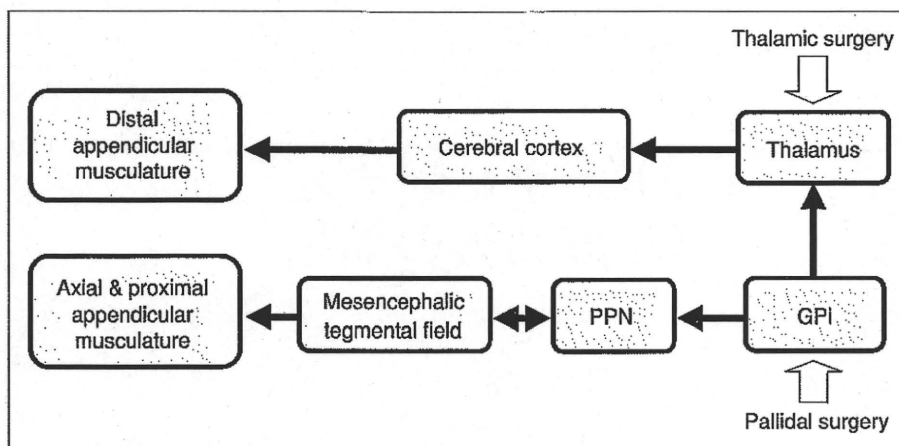 Thalamic surgery
Distal
appendicular
musculature
Cerebral cortex
Thalamus
Axial & proximal
appendicular
musculature
Mesencephalic
tegmental field
PPN
GPI
Pallidal surgery